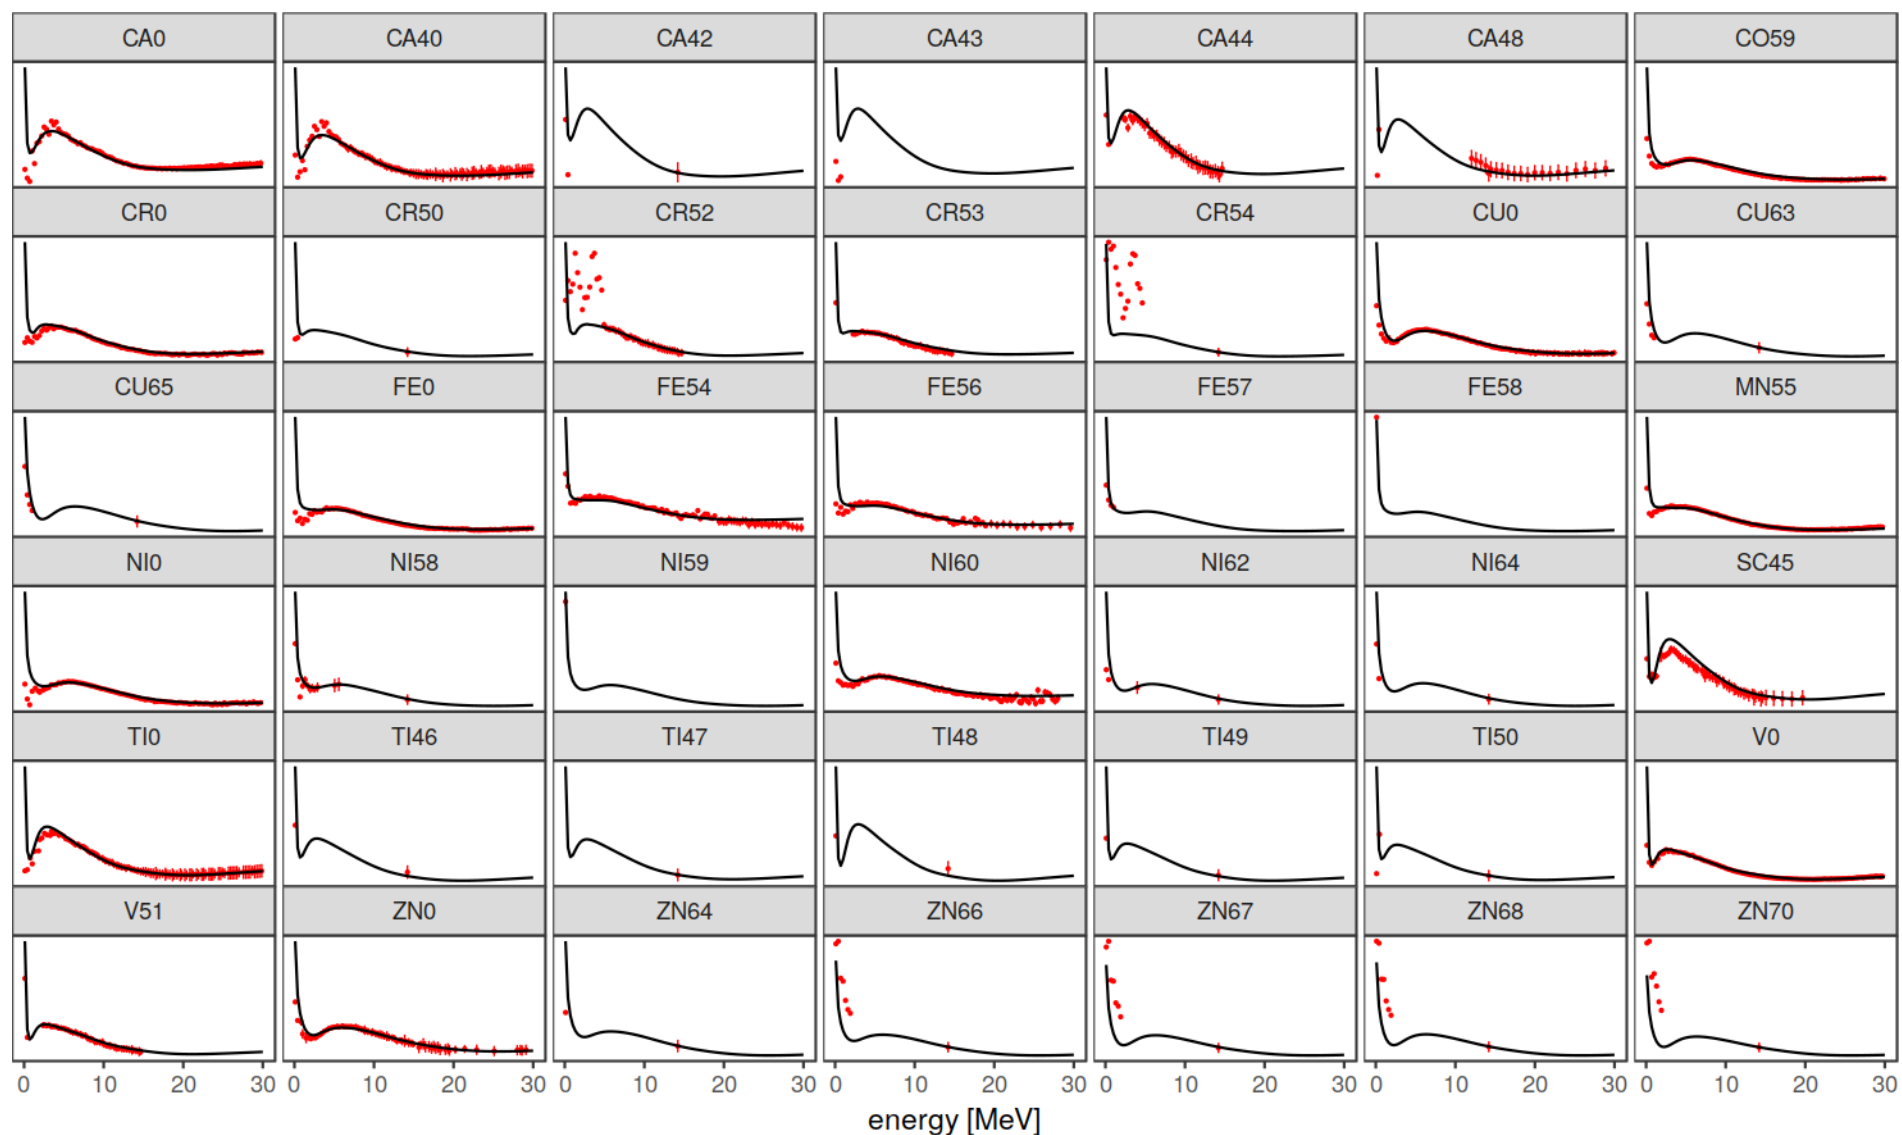 CA0 CA40 CA42 CA43 CA44 CA48 CO59
CR0 CR50 CR52 CR53 CR54 CU0 CU63
CU65 FE0 FE54 FE56 FE57 FE58 MN55
NI0 NI58 NI59 NI60 NI62 NI64 SC45
TI0 TI46 TI47 TI48 TI49 TI50 V0
V51 ZN0 ZN64 ZN66 ZN67 ZN68 ZN70
0 10 20 30 0 10 20 30 0 10 20 30 0 10 20 30 0 10 20 30 0 10 20 30 0 10 20 30
energy [MeV]